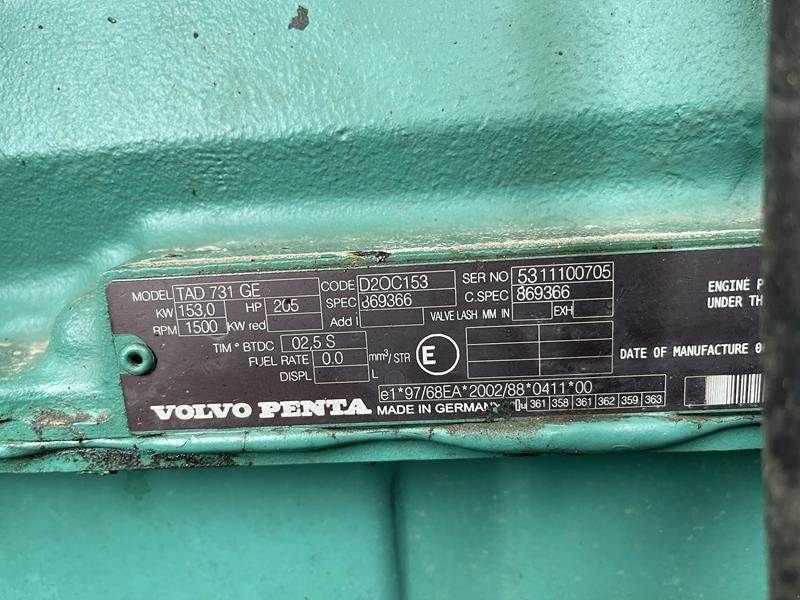 MODEL TAD 731 GE CODE D2OC153 SER NO 5311100705
KW 153,0 HP 205 SPEC 869366 C.SPEC 869366
RPM 1500 KW red Add I VALVE LASH MM IN EXH
TIM ° BTDC 02,5 S
FUEL RATE 0.0 mm³/STR E
DISPL L
e1*97/68EA*2002/88*0411*00
VOLVO PENTA MADE IN GERMANY 361 358 361 362 359 363
ENGINE
UNDER
DATE OF MANUFACTURE